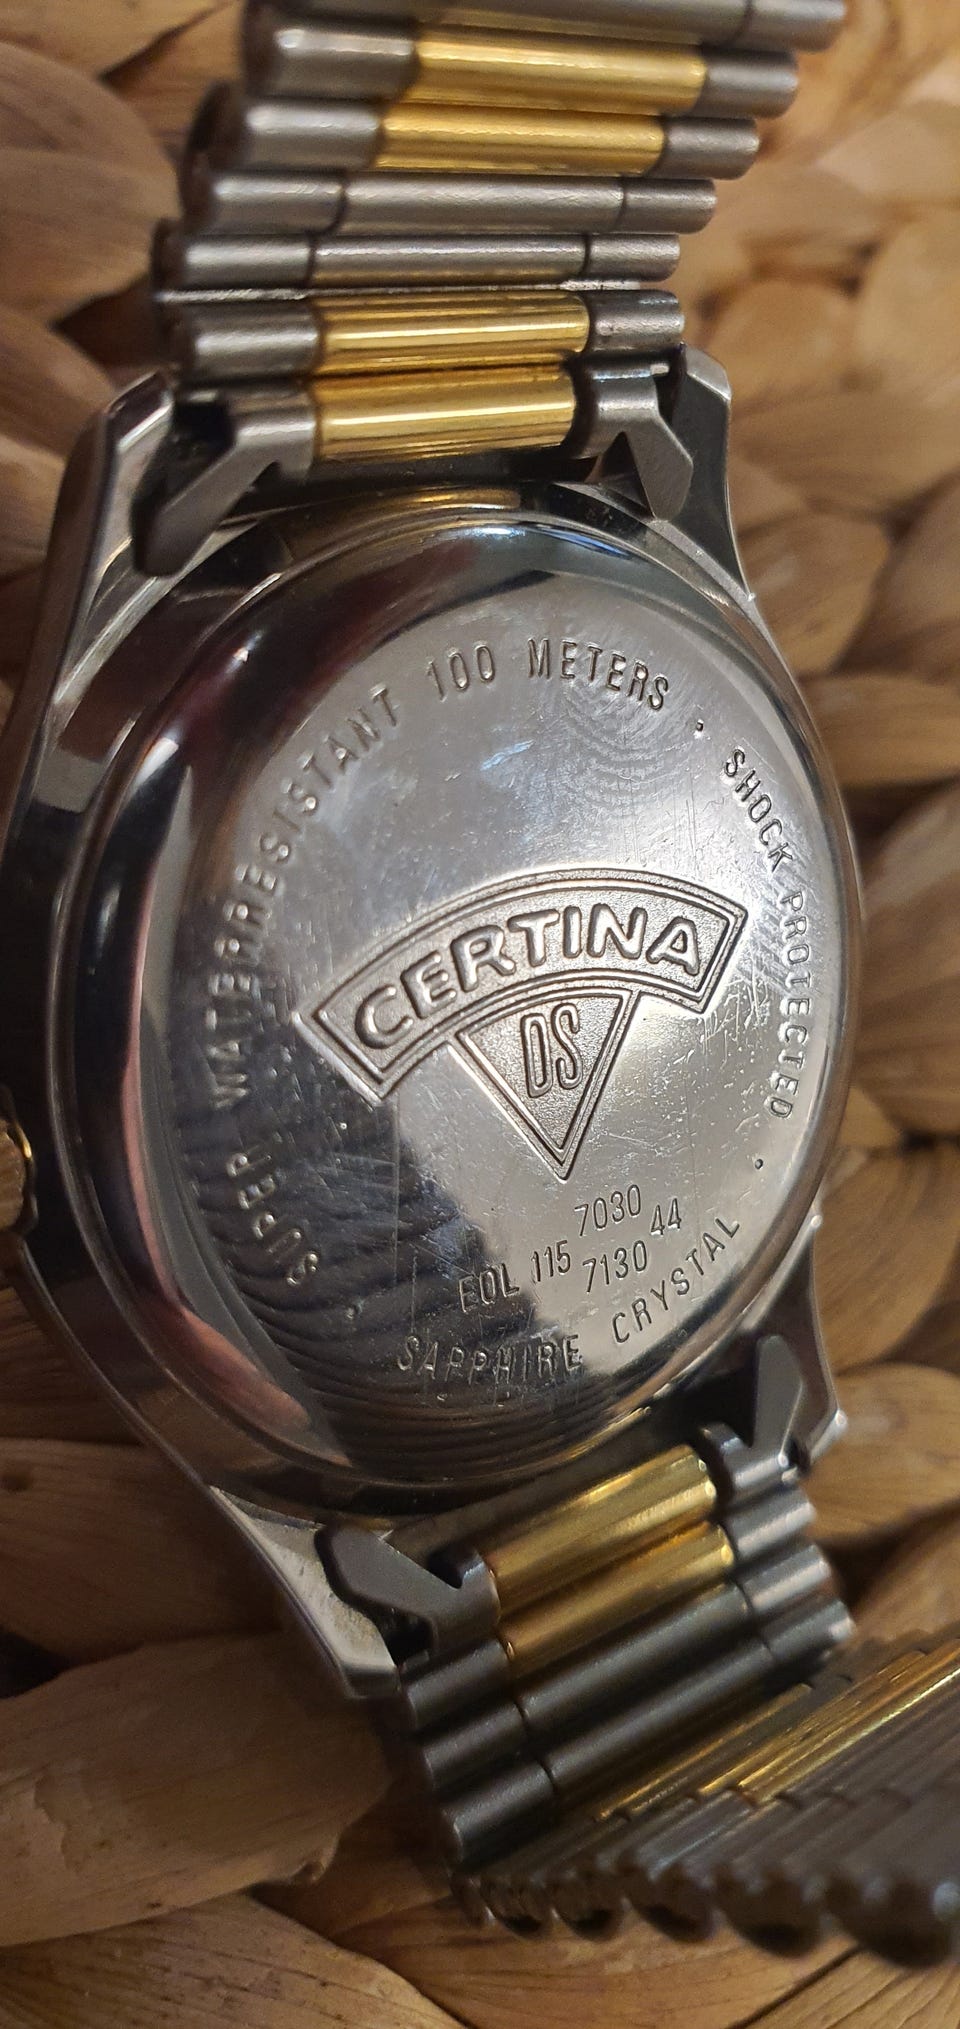 SUPER WATERRESISTANT 100 METERS · SHOCK PROTECTED ·
CERTINA
DS
7030
EOL 115 44
7130
SAPPHIRE CRYSTAL